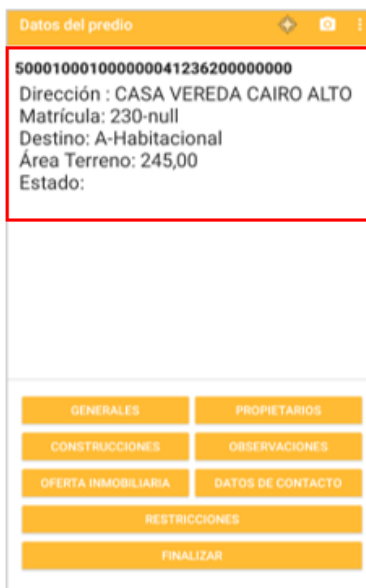 Datos del predio
500010001000000041236200000000
Dirección : CASA VEREDA CAIRO ALTO
Matrícula: 230-null
Destino: A-Habitacional
Área Terreno: 245,00
Estado:
GENERALES
PROPIETARIOS
CONSTRUCCIONES
OBSERVACIONES
OFERTA INMOBILIARIA
DATOS DE CONTACTO
RESTRICCIONES
FINALIZAR